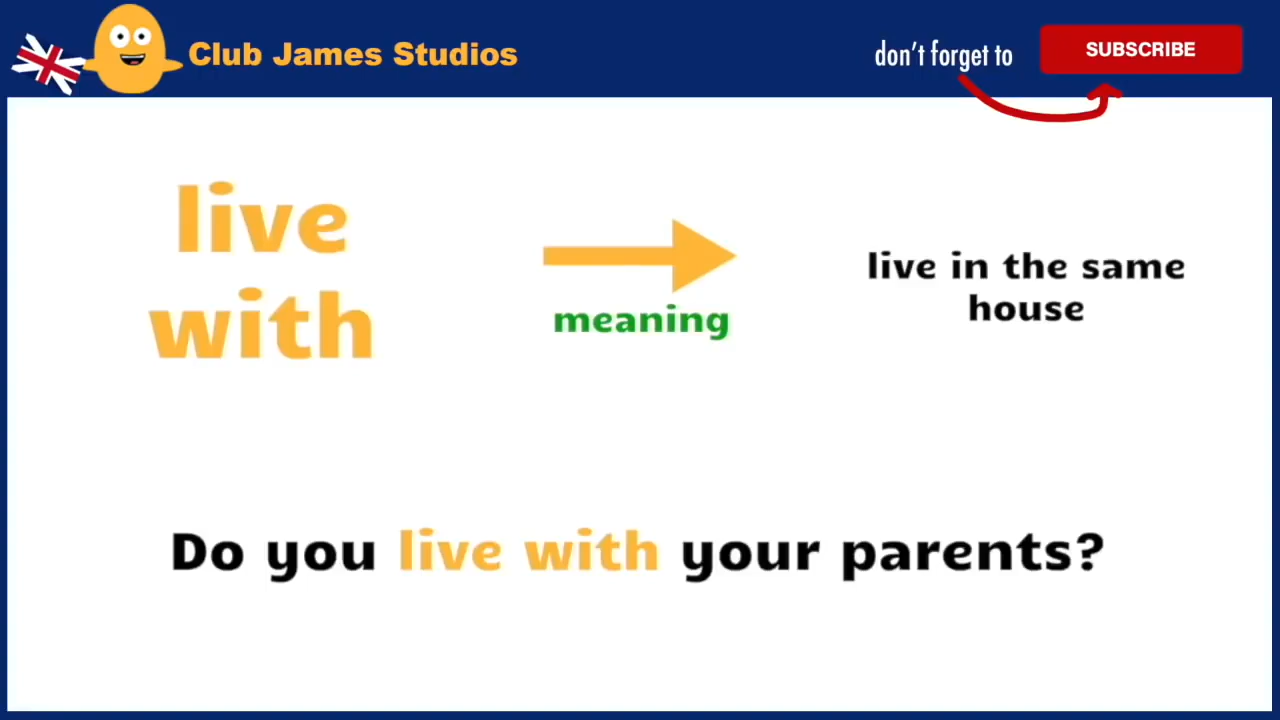 Club James Studios
don't forget to
SUBSCRIBE
live
with
meaning
live in the same
house
Do you live with your parents?